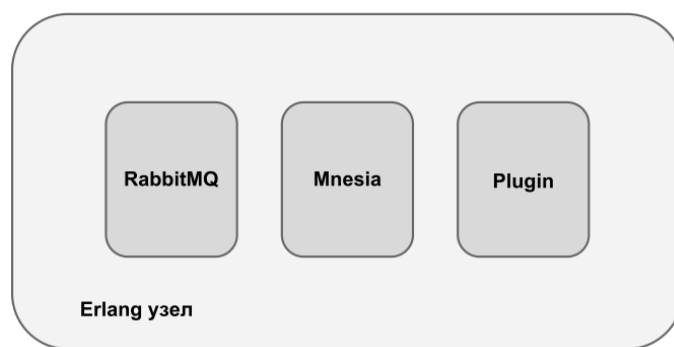 RabbitMQ
Mnesia
Plugin
Erlang узел